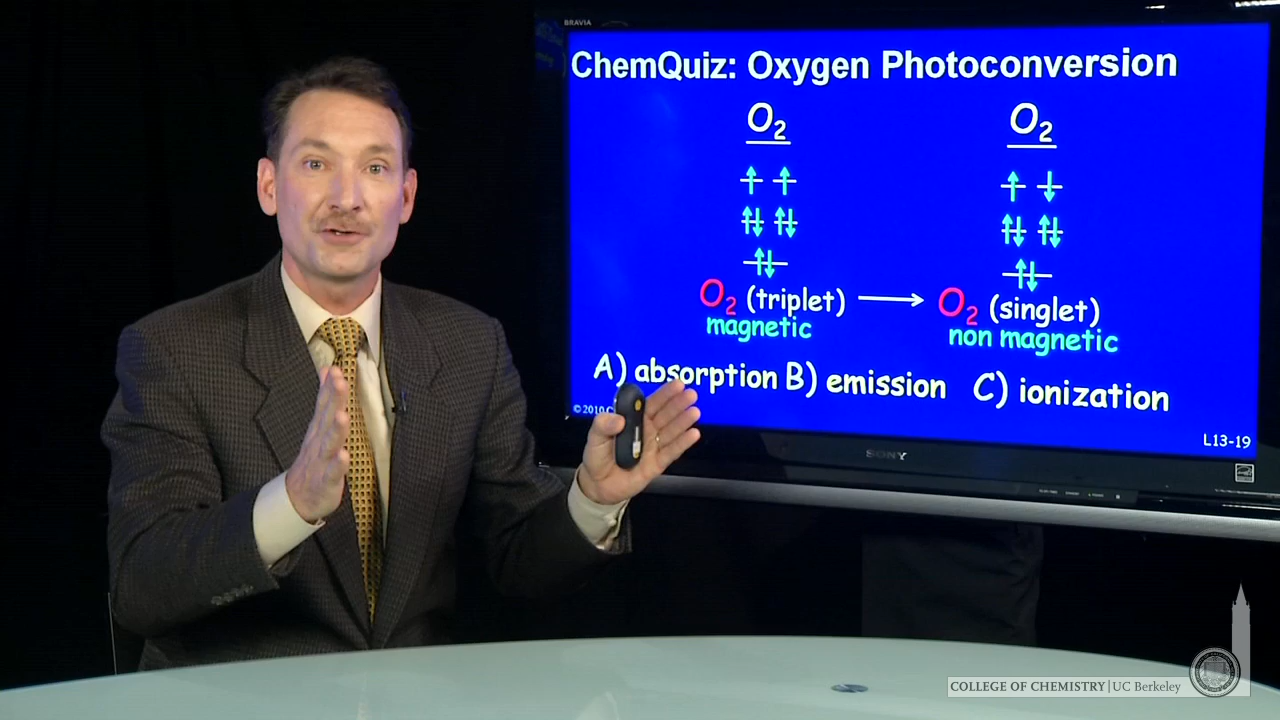 BRAVIA
ChemQuiz: Oxygen Photoconversion
O₂ O₂
O₂ (triplet) → O₂ (singlet)
magnetic non magnetic
A) absorption B) emission C) ionization
© 2010
L13-19
SONY
COLLEGE OF CHEMISTRY | UC Berkeley